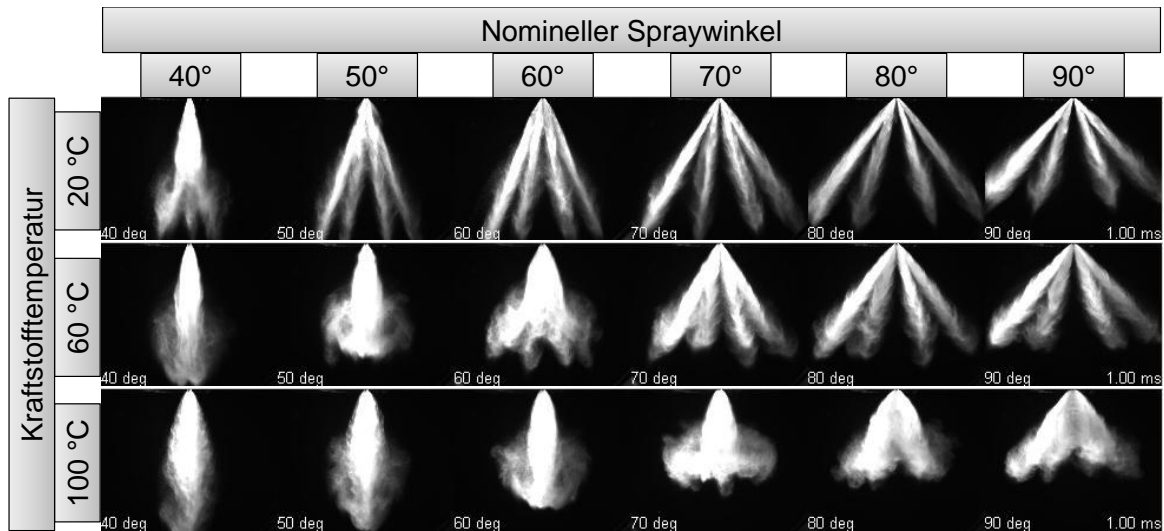 Nomineller Spraywinkel
40° 50° 60° 70° 80° 90°
Kraftstofftemperatur
20 °C
40 deg 50 deg 60 deg 70 deg 80 deg 90 deg 1.00 ms
60 °C
40 deg 50 deg 60 deg 70 deg 80 deg 90 deg 1.00 ms
100 °C
40 deg 50 deg 60 deg 70 deg 80 deg 90 deg 1.00 ms